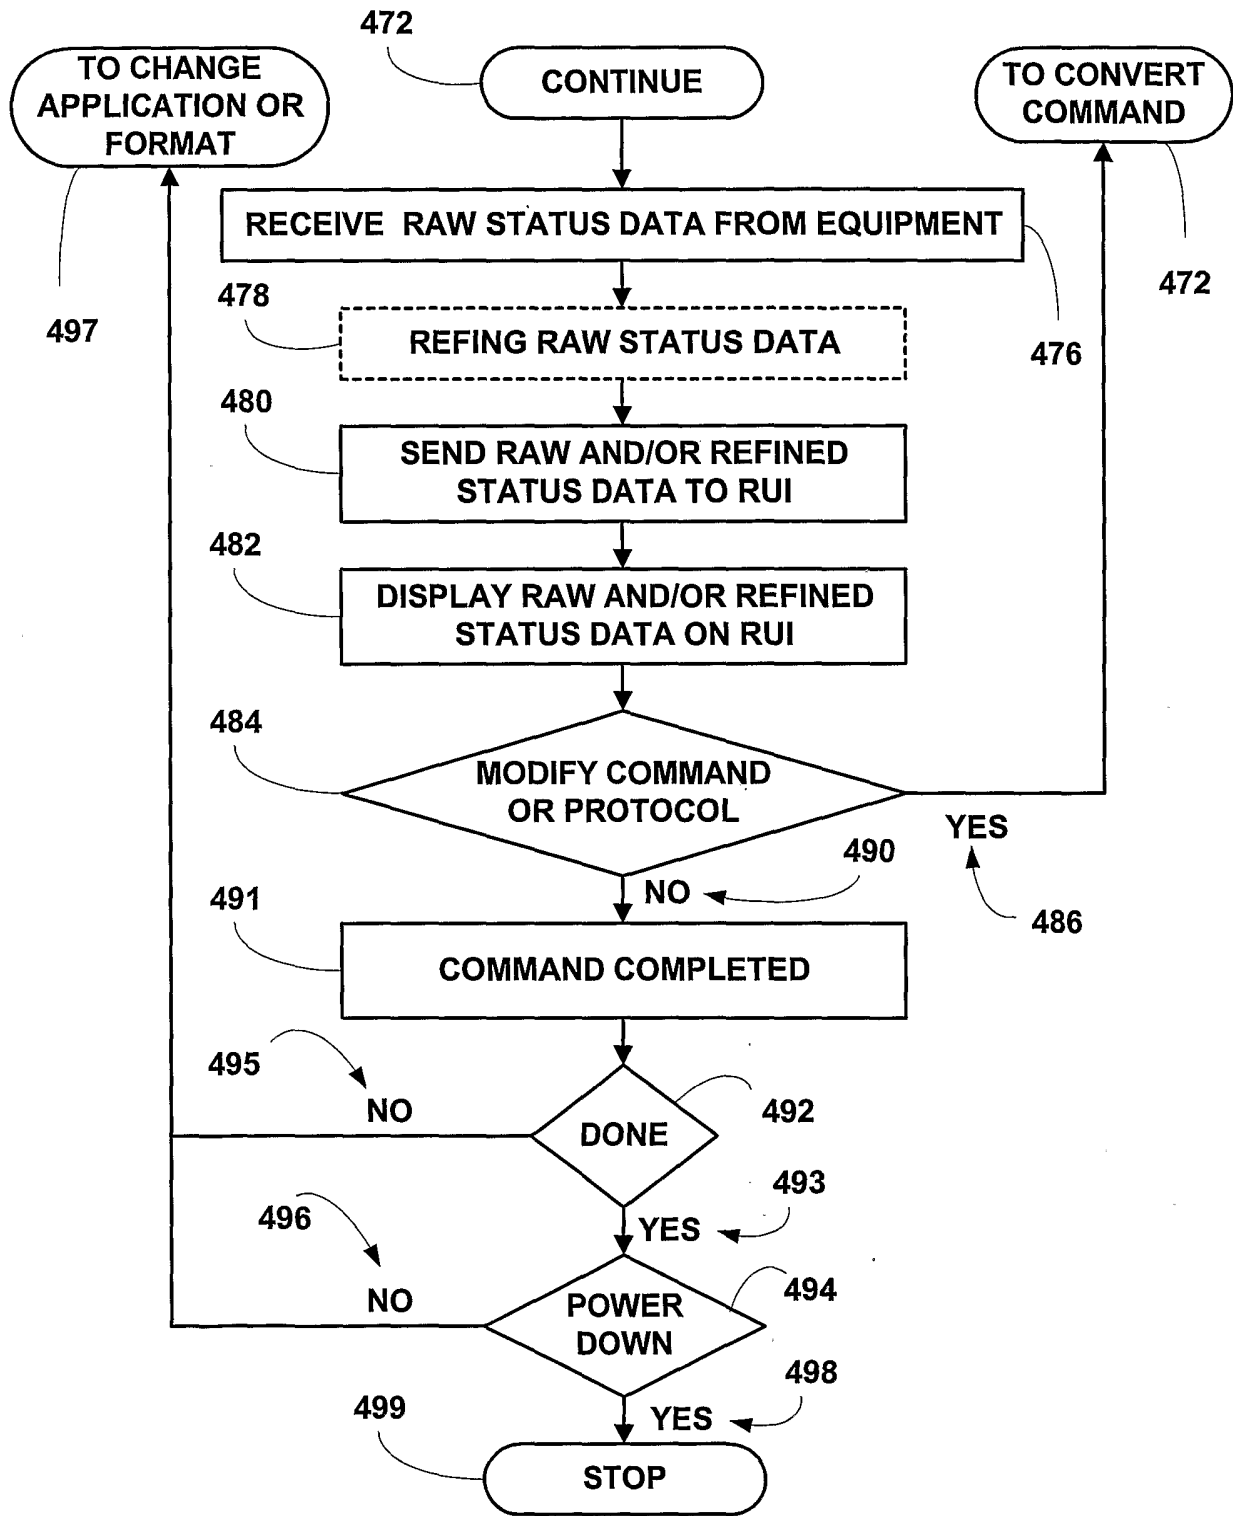 472
TO CHANGE
APPLICATION OR
FORMAT
CONTINUE
TO CONVERT
COMMAND
497
472
RECEIVE RAW STATUS DATA FROM EQUIPMENT
476
478
REFING RAW STATUS DATA
480
SEND RAW AND/OR REFINED
STATUS DATA TO RUI
482
DISPLAY RAW AND/OR REFINED
STATUS DATA ON RUI
484
MODIFY COMMAND
OR PROTOCOL
YES
486
490
NO
491
COMMAND COMPLETED
495
NO
492
DONE
493
YES
496
NO
494
POWER
DOWN
498
YES
499
STOP